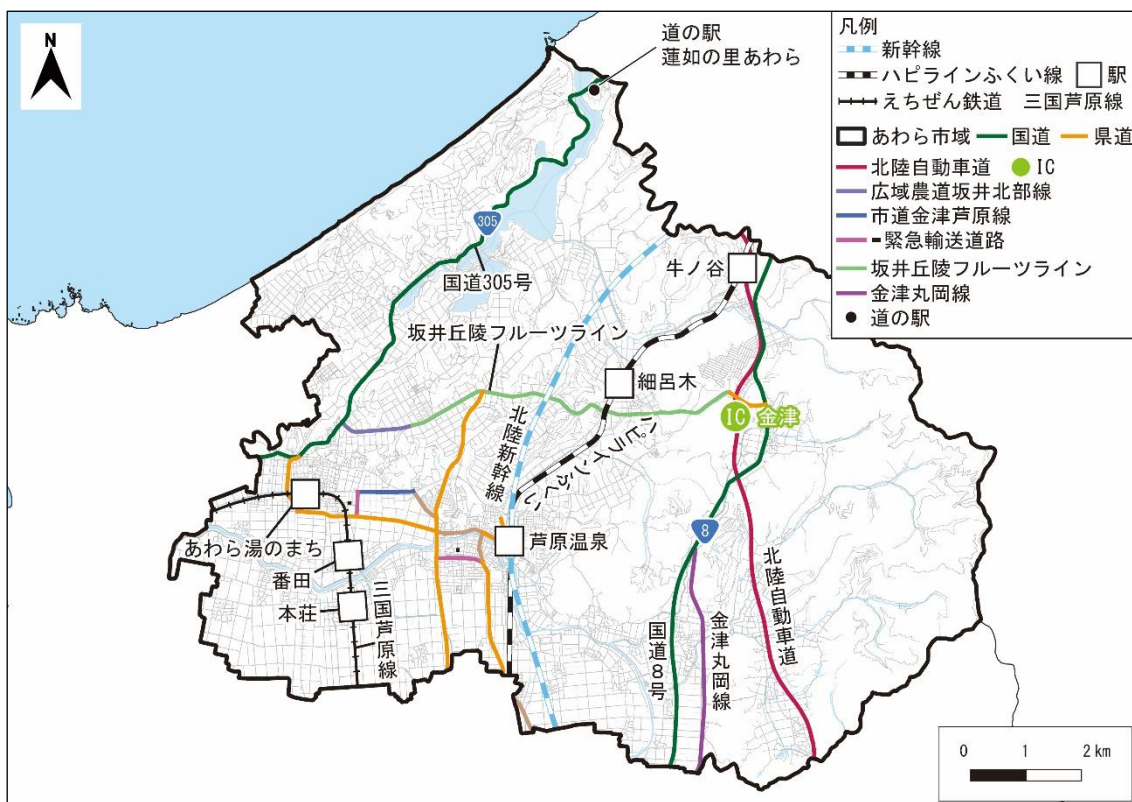 N
道の駅
蓮如の里あわら
凡例
新幹線
ハピラインふくい線 駅
えちぜん鉄道 三国芦原線
あわら市域 国道 県道
北陸自動車道 IC
広域農道坂井北部線
市道金津芦原線
緊急輸送道路
坂井丘陵フルーツライン
金津丸岡線
道の駅
305
国道305号
牛ノ谷
坂井丘陵フルーツライン
細呂木
IC 金津
北陸新幹線
ハピラインふくい
あわら湯のまち
芦原温泉
8
番田
本荘
三国芦原線
国道8号
金津丸岡線
北陸自動車道
0 1 2 km